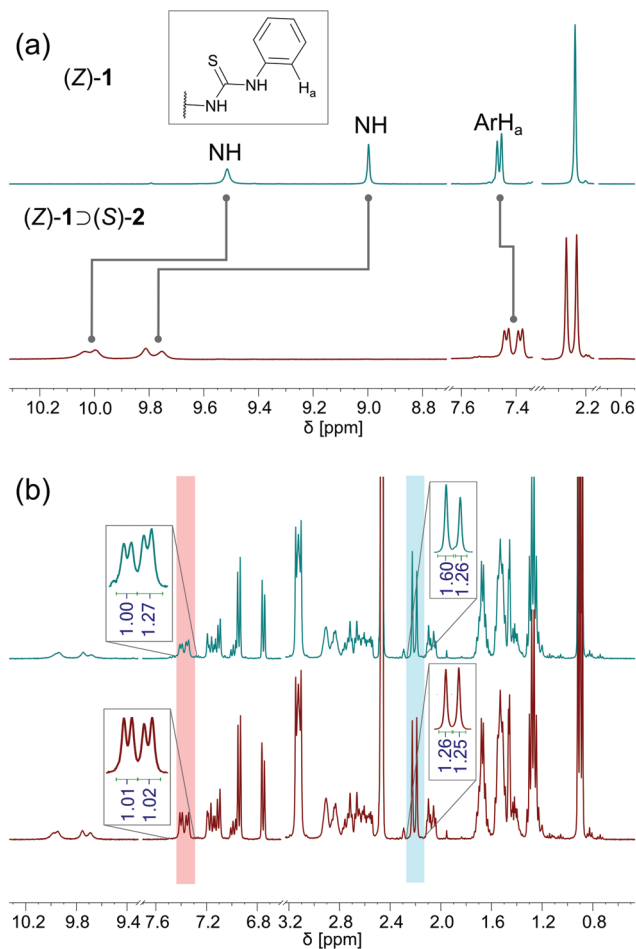 (a)
(Z)-1
S
NH
NH
Hₐ
NH
NH
ArHₐ
(Z)-1⊃(S)-2
10.2 10.0 9.8 9.6 9.4 9.2 9.0 8.8 7.6 7.4 2.2 0.6
δ [ppm]
(b)
1.00
1.27
1.60
1.26
1.01
1.02
1.26
1.25
10.2 9.8 9.4 7.6 7.2 6.8 3.2 2.8 2.4 2.0 1.6 1.2 0.8
δ [ppm]